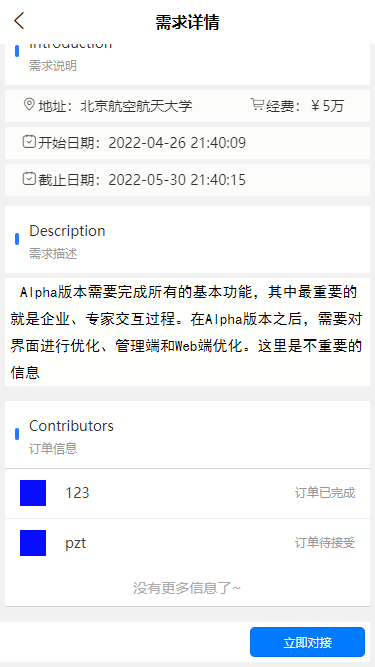 需求详情
Introduction
需求说明
地址：北京航空航天大学 经费：￥5万
开始日期：2022-04-26 21:40:09
截止日期：2022-05-30 21:40:15
Description
需求描述
Alpha版本需要完成所有的基本功能，其中最重要的
就是企业、专家交互过程。在Alpha版本之后，需要对
界面进行优化、管理端和Web端优化。这里是不重要的
信息
Contributors
订单信息
123 订单已完成
pzt 订单待接受
没有更多信息了~
立即对接